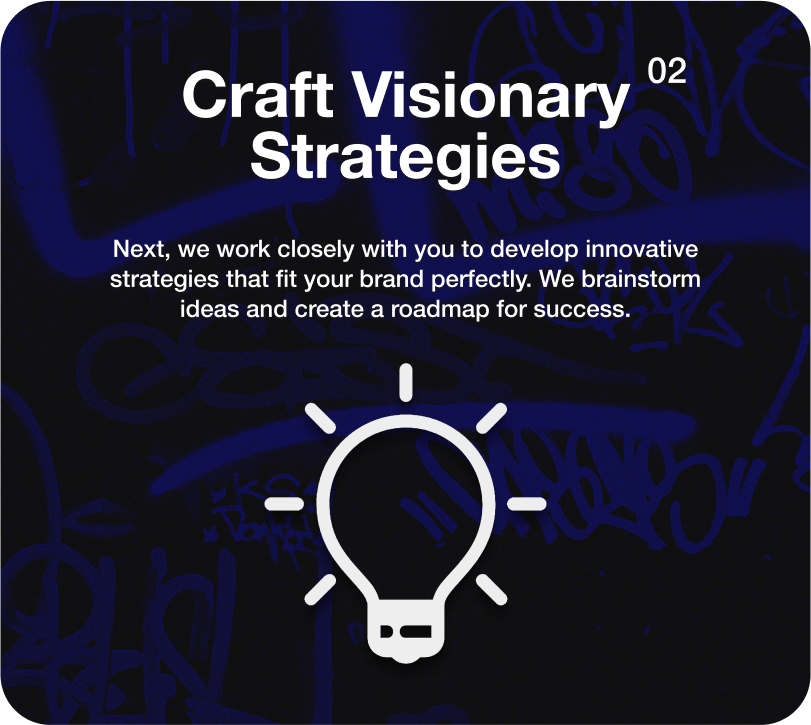 Craft Visionary 02
Strategies
Next, we work closely with you to develop innovative
strategies that fit your brand perfectly. We brainstorm
ideas and create a roadmap for success.